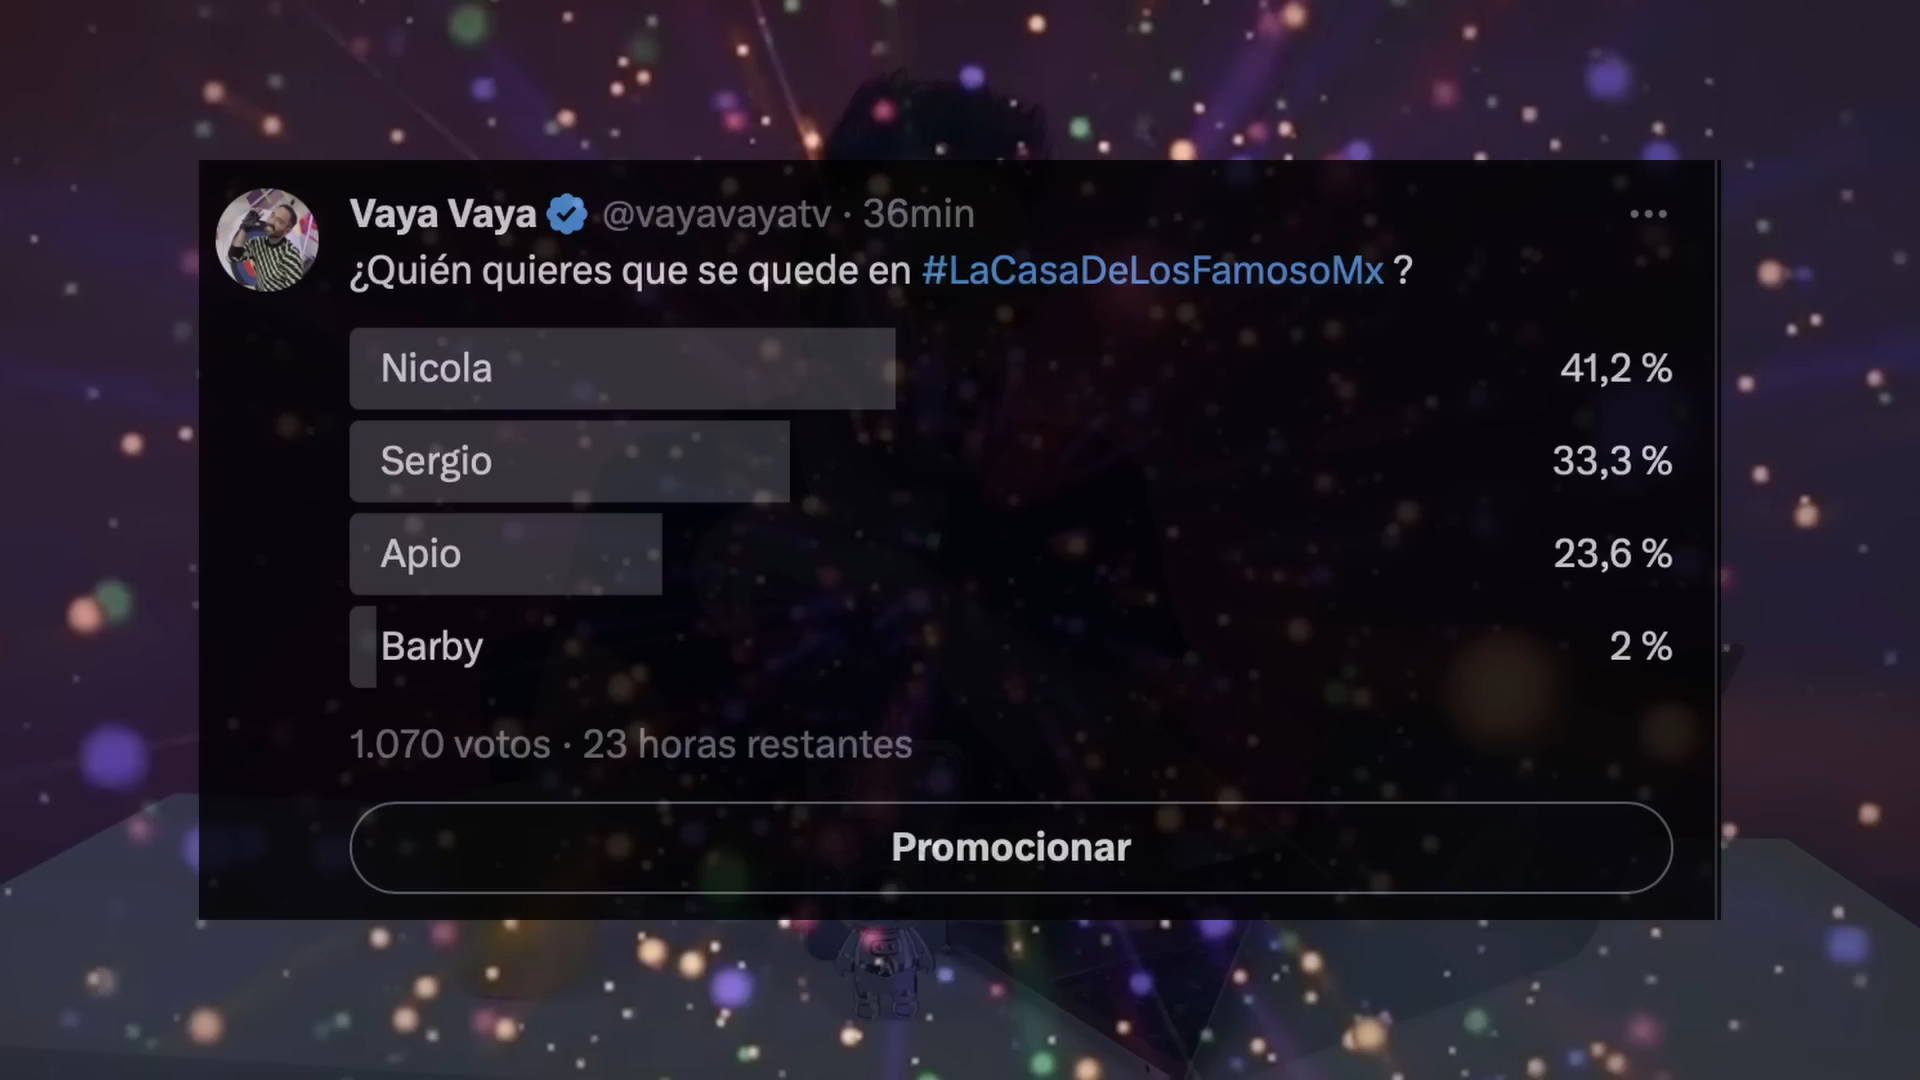 Vaya Vaya @vayavayatv · 36min
¿Quién quieres que se quede en #LaCasaDeLosFamosoMx ?
Nicola 41,2 %
Sergio 33,3 %
Apio 23,6 %
Barby 2 %
1.070 votos · 23 horas restantes
Promocionar